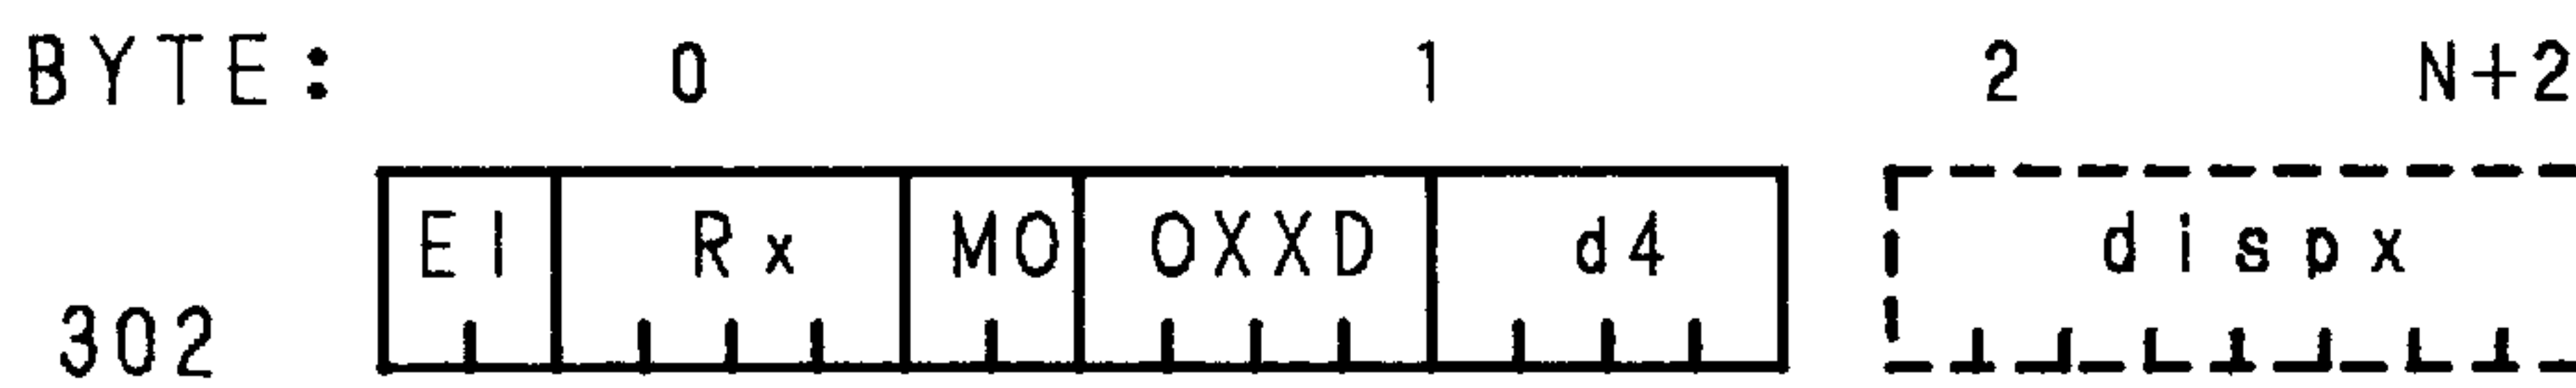 BYTE: 0 1 2 N+2
302 EI Rx MO OXXD d4 dispx